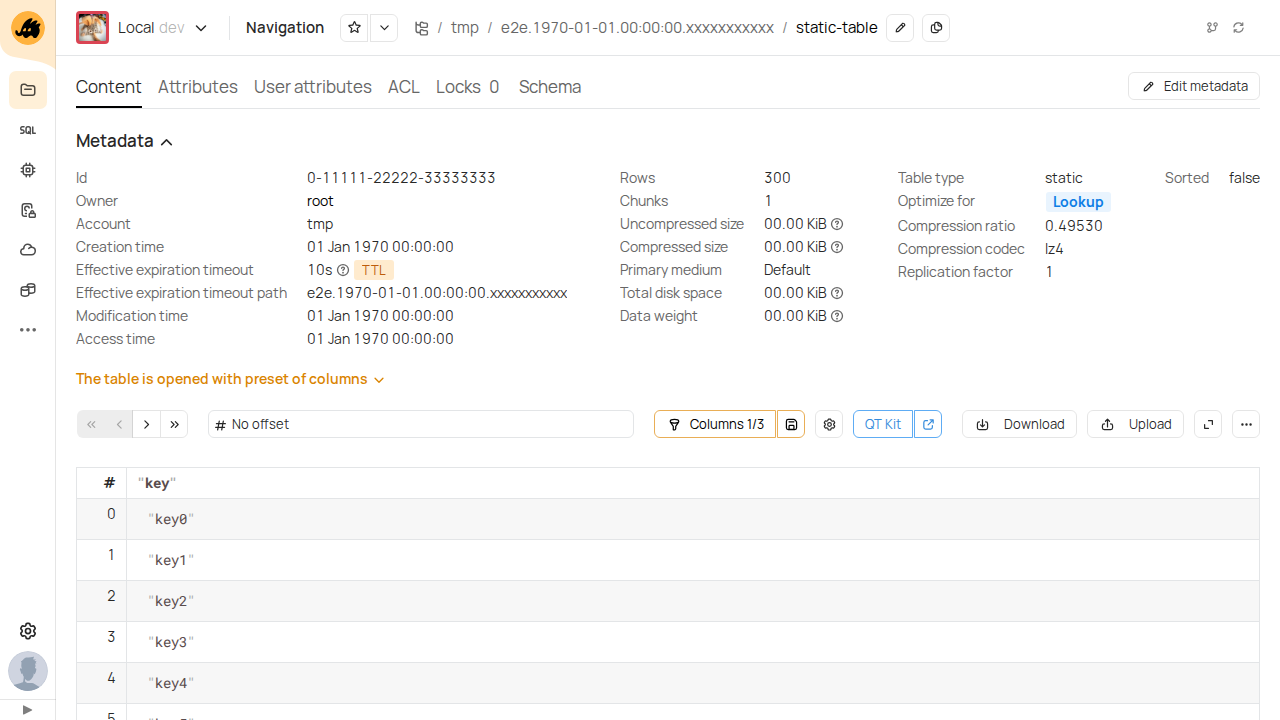 Local dev
Navigation
/ tmp / e2e.1970-01-01.00:00:00.xxxxxxxxxxx / static-table
SQL
Content Attributes User attributes ACL Locks 0 Schema
Edit metadata
Metadata
Id 0-11111-22222-33333333
Owner root
Account tmp
Creation time 01 Jan 1970 00:00:00
Effective expiration timeout 10s TTL
Effective expiration timeout path e2e.1970-01-01.00:00:00.xxxxxxxxxxx
Modification time 01 Jan 1970 00:00:00
Access time 01 Jan 1970 00:00:00
Rows 300
Chunks 1
Uncompressed size 00.00 KiB
Compressed size 00.00 KiB
Primary medium Default
Total disk space 00.00 KiB
Data weight 00.00 KiB
Table type static
Optimize for Lookup
Compression ratio 0.49530
Compression codec lz4
Replication factor 1
Sorted false
The table is opened with preset of columns
# No offset
Columns 1/3
QT Kit
Download
Upload
# "key"
0 "key0"
1 "key1"
2 "key2"
3 "key3"
4 "key4"
5